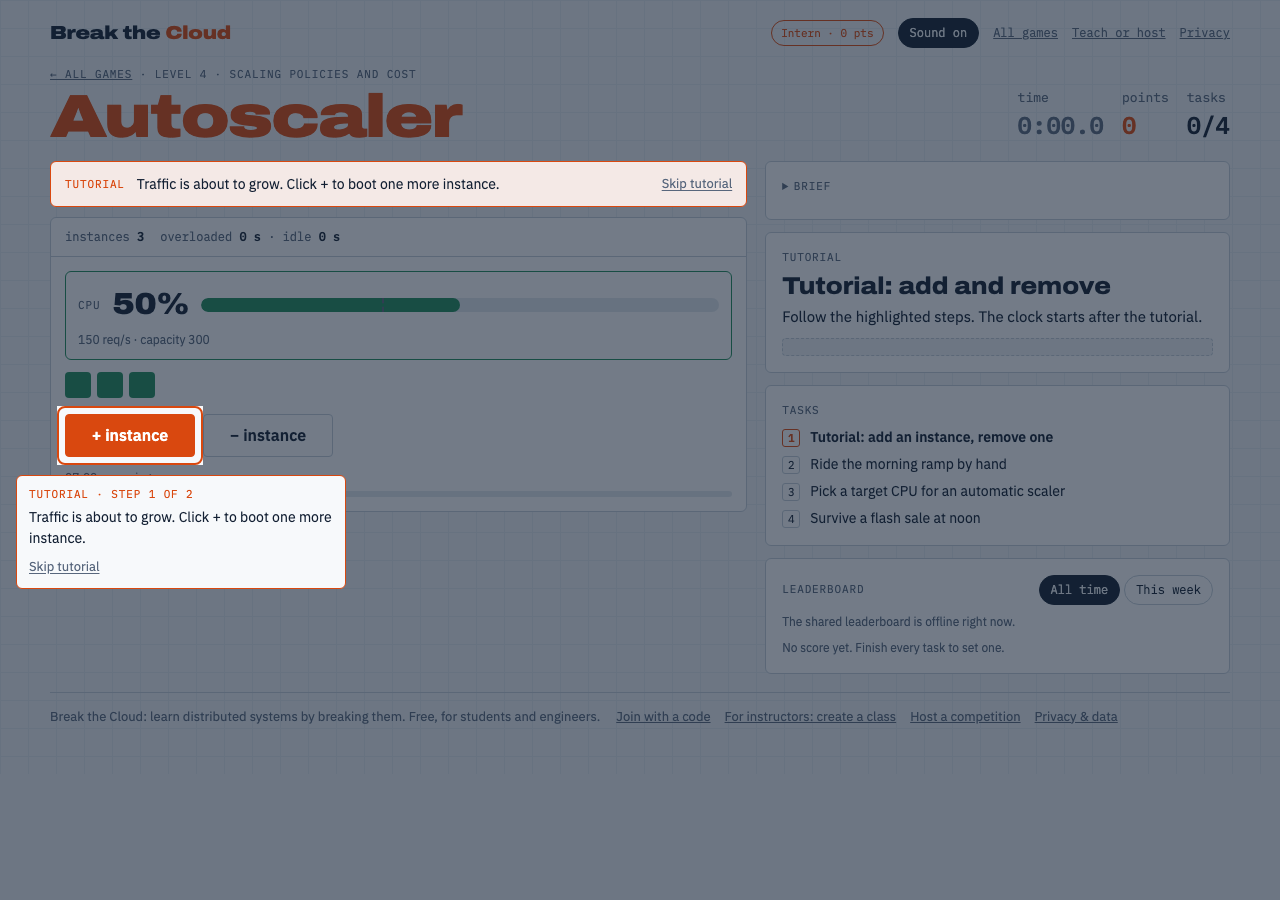 Break the Cloud
Intern · 0 pts
Sound on
All games
Teach or host
Privacy
← ALL GAMES · LEVEL 4 · SCALING POLICIES AND COST
Autoscaler
time
points
tasks
0:00.0
0
0/4
TUTORIAL Traffic is about to grow. Click + to boot one more instance.
Skip tutorial
instances 3 overloaded 0 s · idle 0 s
CPU 50%
150 req/s · capacity 300
+ instance
– instance
TUTORIAL · STEP 1 OF 2
Traffic is about to grow. Click + to boot one more
instance.
Skip tutorial
BRIEF
TUTORIAL
Tutorial: add and remove
Follow the highlighted steps. The clock starts after the tutorial.
TASKS
1 Tutorial: add an instance, remove one
2 Ride the morning ramp by hand
3 Pick a target CPU for an automatic scaler
4 Survive a flash sale at noon
LEADERBOARD
All time
This week
The shared leaderboard is offline right now.
No score yet. Finish every task to set one.
Break the Cloud: learn distributed systems by breaking them. Free, for students and engineers.
Join with a code
For instructors: create a class
Host a competition
Privacy & data